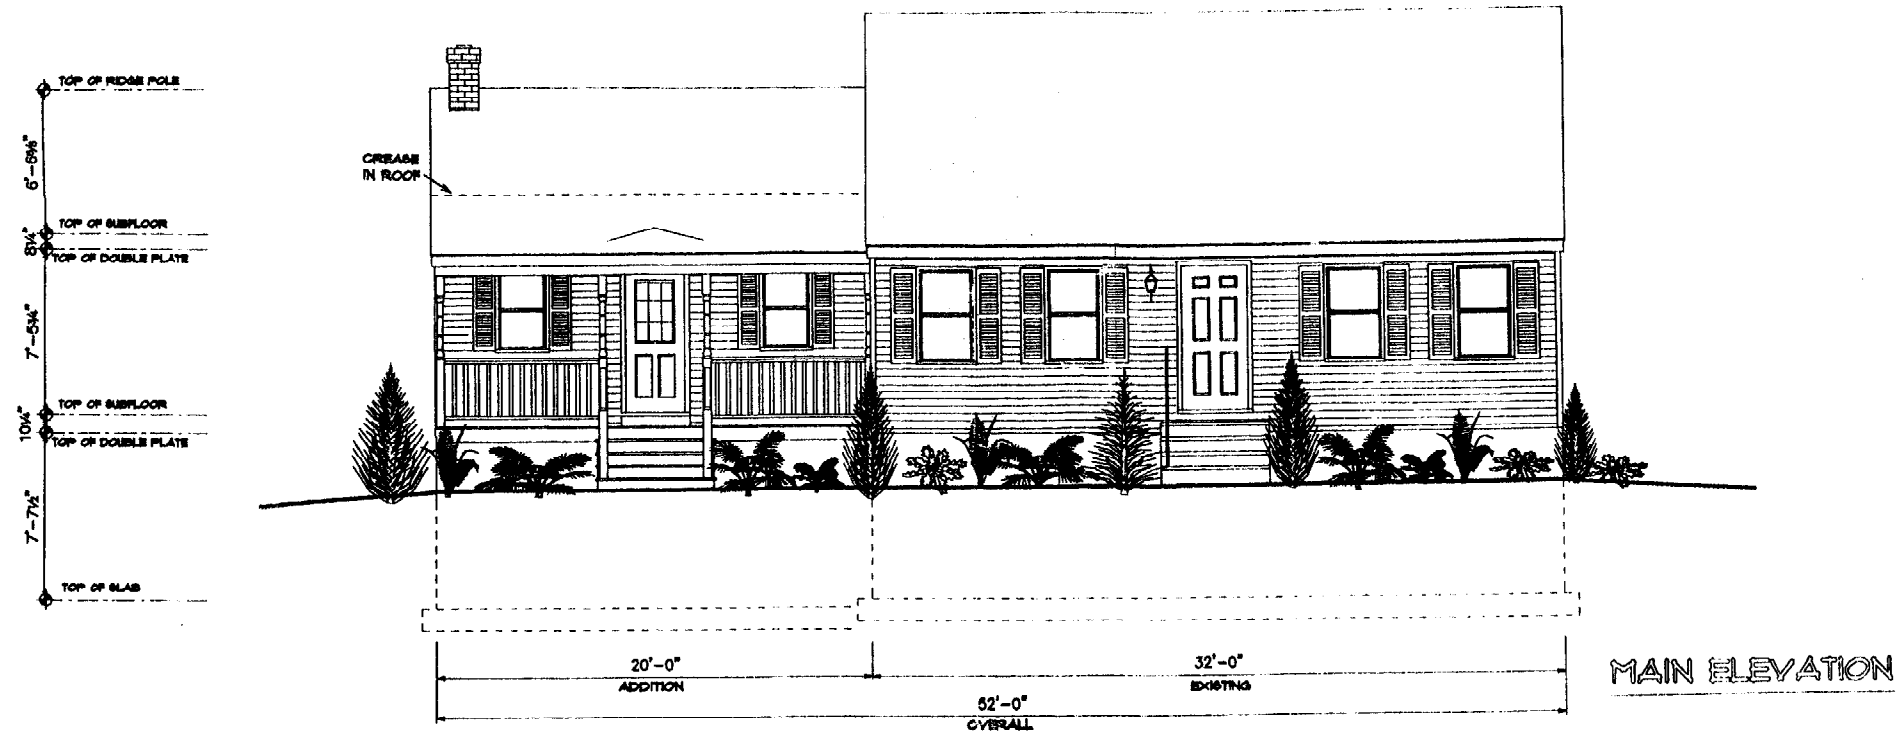 TOP OF RIDGE POLE
6'-5⅝"
CREASE
IN ROOF
TOP OF SUBFLOOR
8¼"
TOP OF DOUBLE PLATE
7'-5¾"
TOP OF SUBFLOOR
10¼"
TOP OF DOUBLE PLATE
7'-7½"
TOP OF SLAB
20'-0"
ADDITION
32'-0"
EXISTING
52'-0"
OVERALL
MAIN ELEVATION